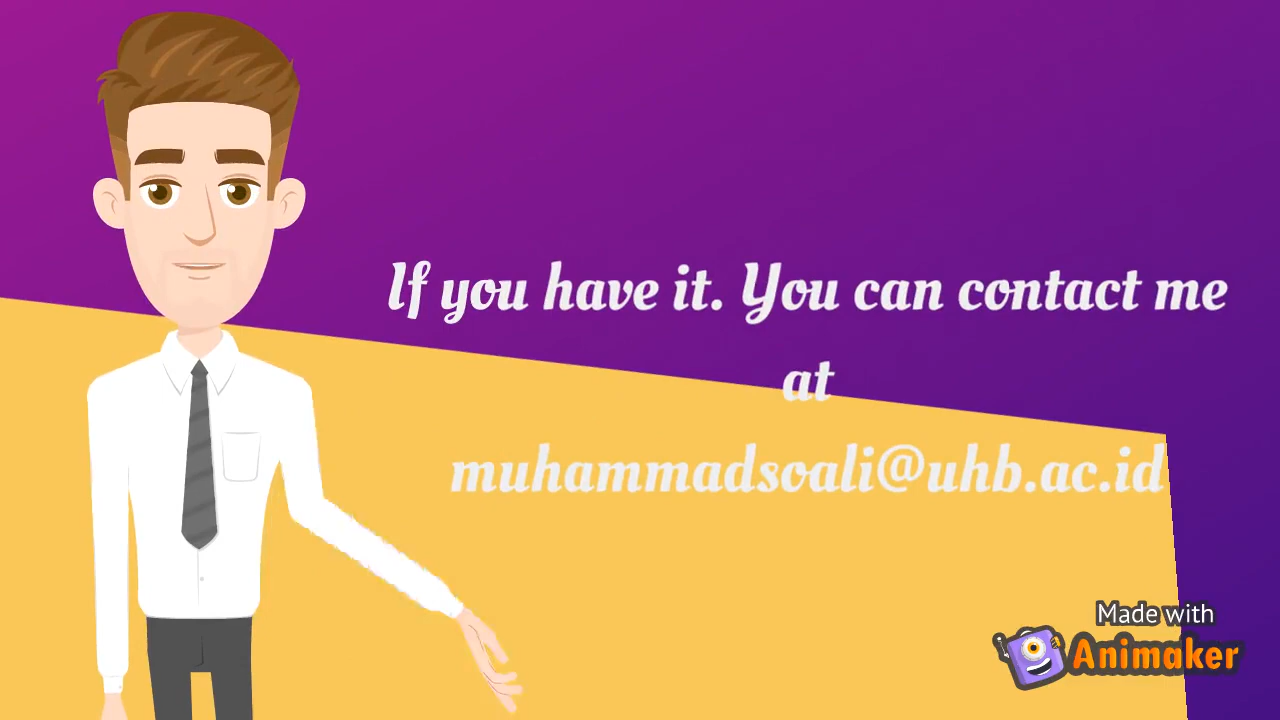 If you have it. You can contact me
at
muhammadsoali@uhb.ac.id
Made with
Animaker